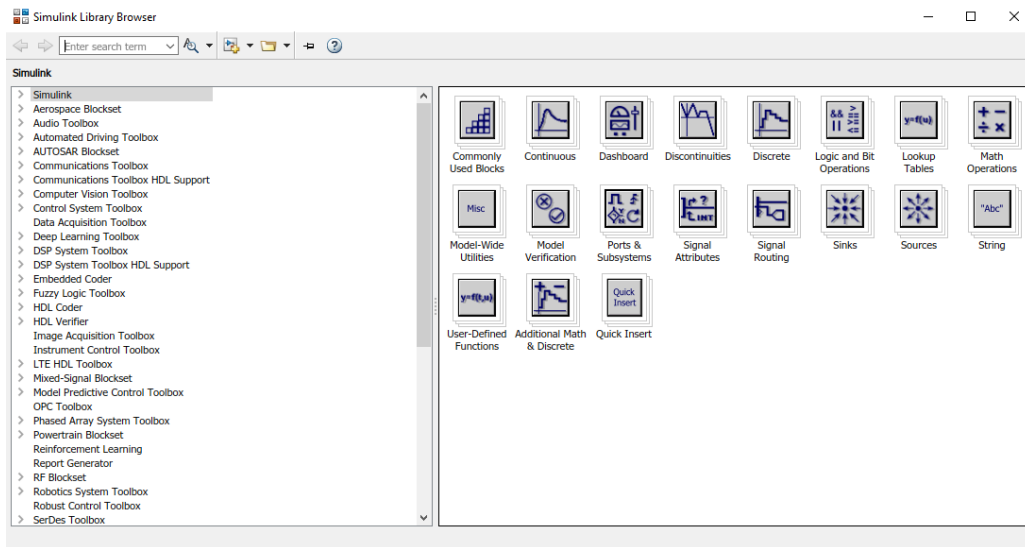 Simulink Library Browser
Enter search term
Simulink
Simulink
Aerospace Blockset
Audio Toolbox
Automated Driving Toolbox
AUTOSAR Blockset
Communications Toolbox
Communications Toolbox HDL Support
Computer Vision Toolbox
Control System Toolbox
Data Acquisition Toolbox
Deep Learning Toolbox
DSP System Toolbox
DSP System Toolbox HDL Support
Embedded Coder
Fuzzy Logic Toolbox
HDL Coder
HDL Verifier
Image Acquisition Toolbox
Instrument Control Toolbox
LTE HDL Toolbox
Mixed-Signal Blockset
Model Predictive Control Toolbox
OPC Toolbox
Phased Array System Toolbox
Powertrain Blockset
Reinforcement Learning
Report Generator
RF Blockset
Robotics System Toolbox
Robust Control Toolbox
SerDes Toolbox
&& >
|| >=
<=
y=f(u)
+ −
÷ ×
Commonly
Used Blocks
Continuous
Dashboard
Discontinuities
Discrete
Logic and Bit
Operations
Lookup
Tables
Math
Operations
Misc
?
INT
"Abc"
Model-Wide
Utilities
Model
Verification
Ports &
Subsystems
Signal
Attributes
Signal
Routing
Sinks
Sources
String
y=f(t,u)
+ −
Quick
Insert
User-Defined
Functions
Additional Math
& Discrete
Quick Insert